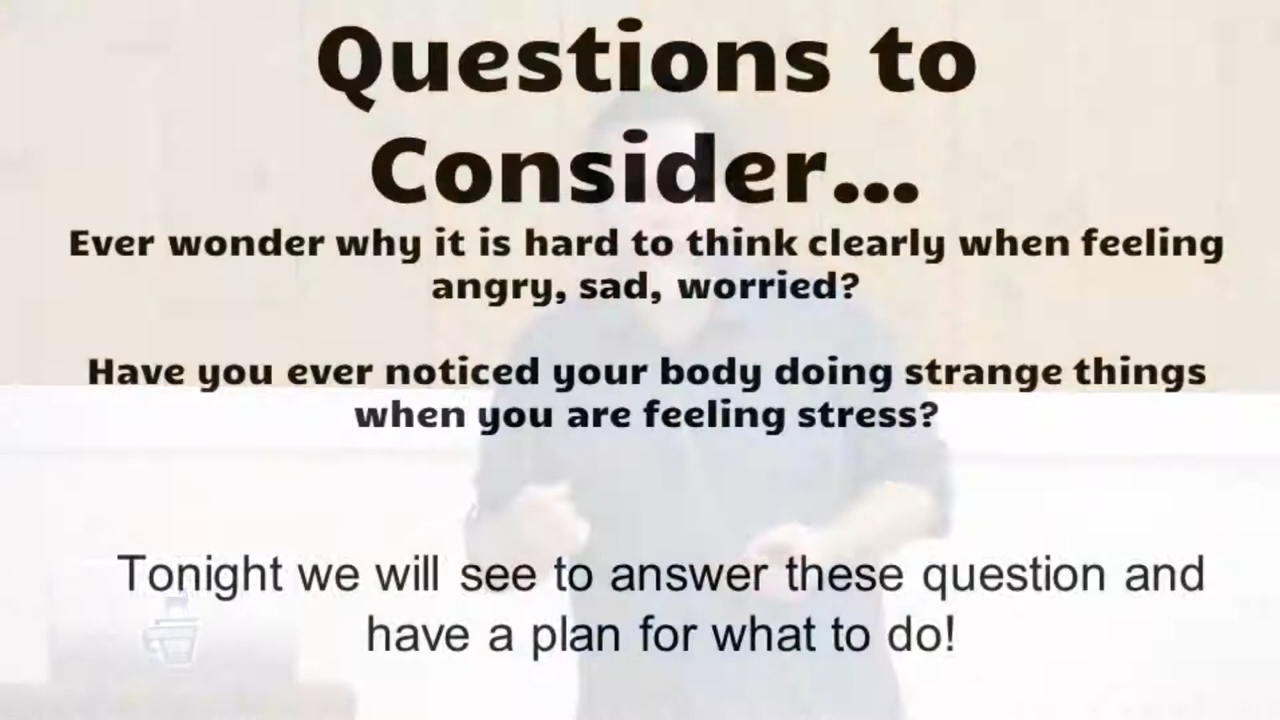 Questions to
Consider...
Ever wonder why it is hard to think clearly when feeling
angry, sad, worried?
Have you ever noticed your body doing strange things
when you are feeling stress?
Tonight we will see to answer these question and
have a plan for what to do!